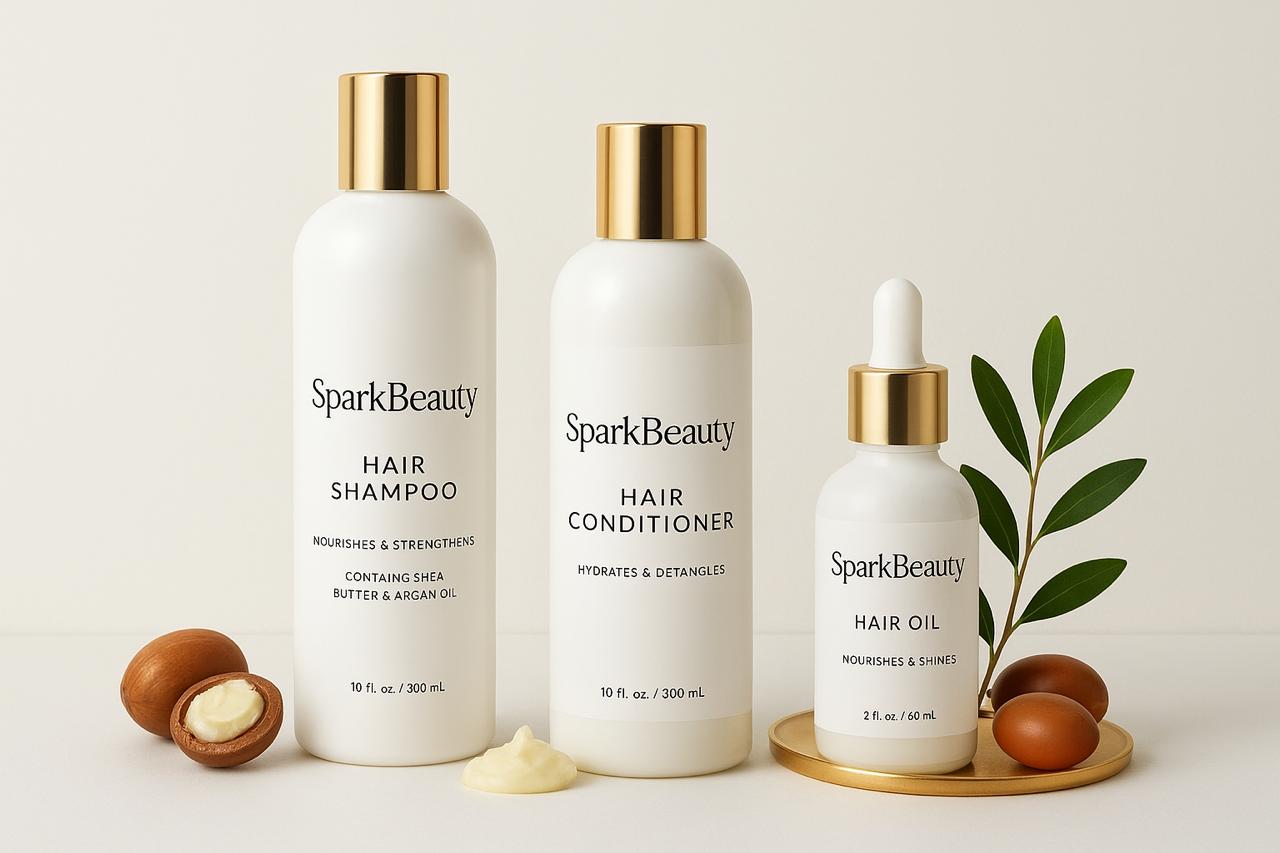 SparkBeauty
HAIR
SHAMPOO
NOURISHES & STRENGTHENS
CONTAING SHEA
BUTTER & ARGAN OIL
10 fl. oz. / 300 mL
SparkBeauty
HAIR
CONDITIONER
HYDRATES & DETANGLES
10 fl. oz. / 300 mL
SparkBeauty
HAIR OIL
NOURISHES & SHINES
2 fl. oz. / 60 mL